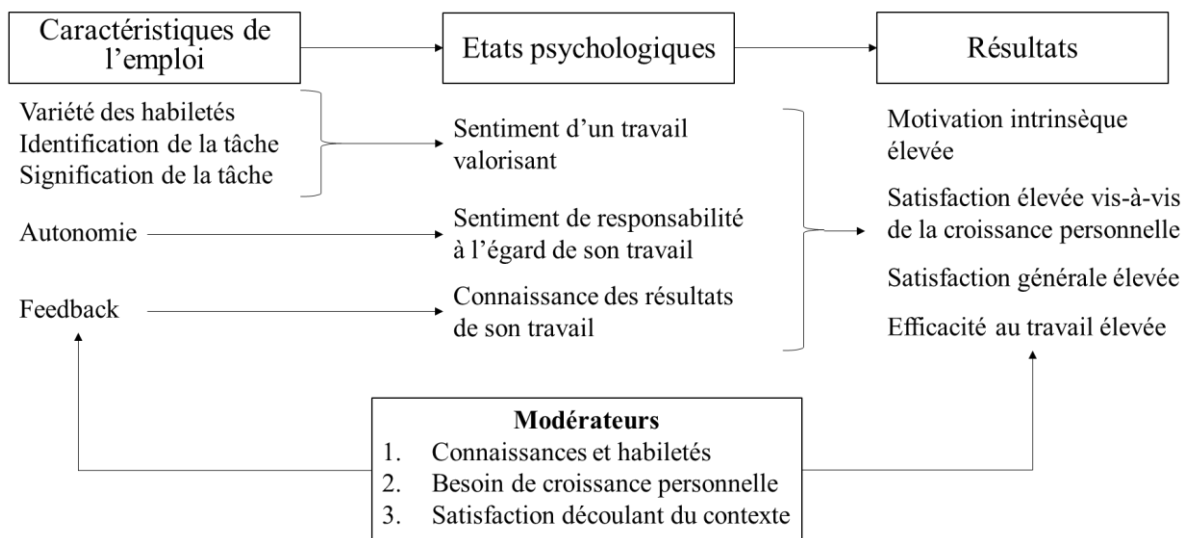 Caractéristiques de
l’emploi
Etats psychologiques
Résultats
Variété des habiletés
Identification de la tâche
Signification de la tâche
Autonomie
Feedback
Sentiment d’un travail
valorisant
Sentiment de responsabilité
à l’égard de son travail
Connaissance des résultats
de son travail
Motivation intrinsèque
élevée
Satisfaction élevée vis-à-vis
de la croissance personnelle
Satisfaction générale élevée
Efficacité au travail élevée
Modérateurs
1. Connaissances et habiletés
2. Besoin de croissance personnelle
3. Satisfaction découlant du contexte